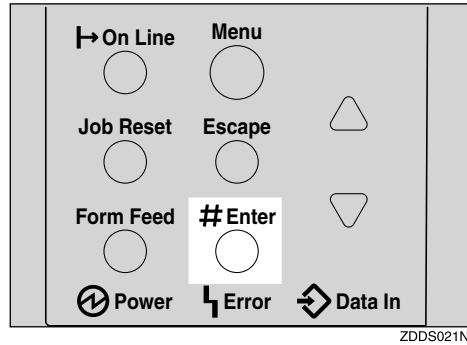 On Line Menu
Job Reset Escape
Form Feed # Enter
Power Error Data In
ZDDS021N